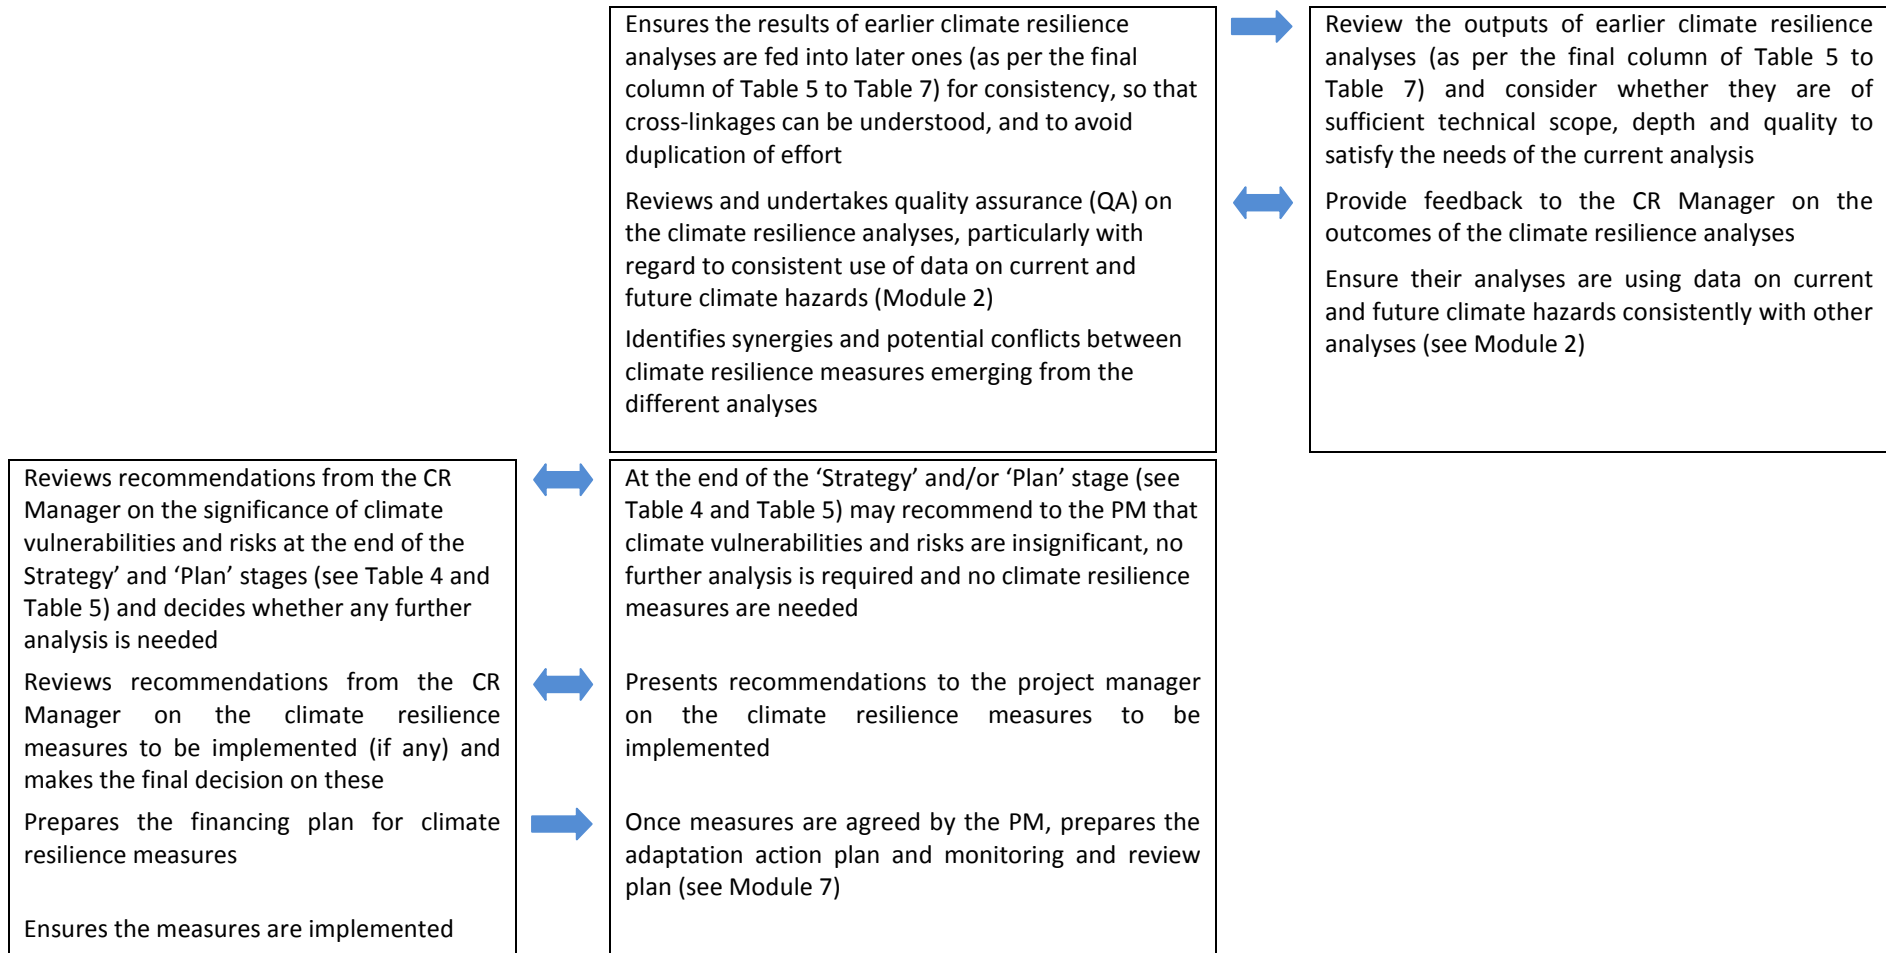 Ensures the results of earlier climate resilience
analyses are fed into later ones (as per the final
column of Table 5 to Table 7) for consistency, so that
cross-linkages can be understood, and to avoid
duplication of effort
Reviews and undertakes quality assurance (QA) on
the climate resilience analyses, particularly with
regard to consistent use of data on current and
future climate hazards (Module 2)
Identifies synergies and potential conflicts between
climate resilience measures emerging from the
different analyses
Review the outputs of earlier climate resilience
analyses (as per the final column of Table 5 to
Table 7) and consider whether they are of
sufficient technical scope, depth and quality to
satisfy the needs of the current analysis
Provide feedback to the CR Manager on the
outcomes of the climate resilience analyses
Ensure their analyses are using data on current
and future climate hazards consistently with other
analyses (see Module 2)
Reviews recommendations from the CR
Manager on the significance of climate
vulnerabilities and risks at the end of the
Strategy’ and ‘Plan’ stages (see Table 4 and
Table 5) and decides whether any further
analysis is needed
Reviews recommendations from the CR
Manager on the climate resilience
measures to be implemented (if any) and
makes the final decision on these
Prepares the financing plan for climate
resilience measures
Ensures the measures are implemented
At the end of the ‘Strategy’ and/or ‘Plan’ stage (see
Table 4 and Table 5) may recommend to the PM that
climate vulnerabilities and risks are insignificant, no
further analysis is required and no climate resilience
measures are needed
Presents recommendations to the project manager
on the climate resilience measures to be
implemented
Once measures are agreed by the PM, prepares the
adaptation action plan and monitoring and review
plan (see Module 7)